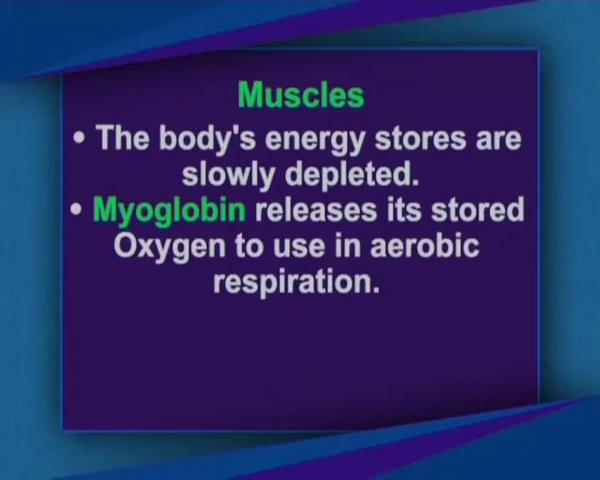 Muscles
• The body's energy stores are
slowly depleted.
• Myoglobin releases its stored
Oxygen to use in aerobic
respiration.